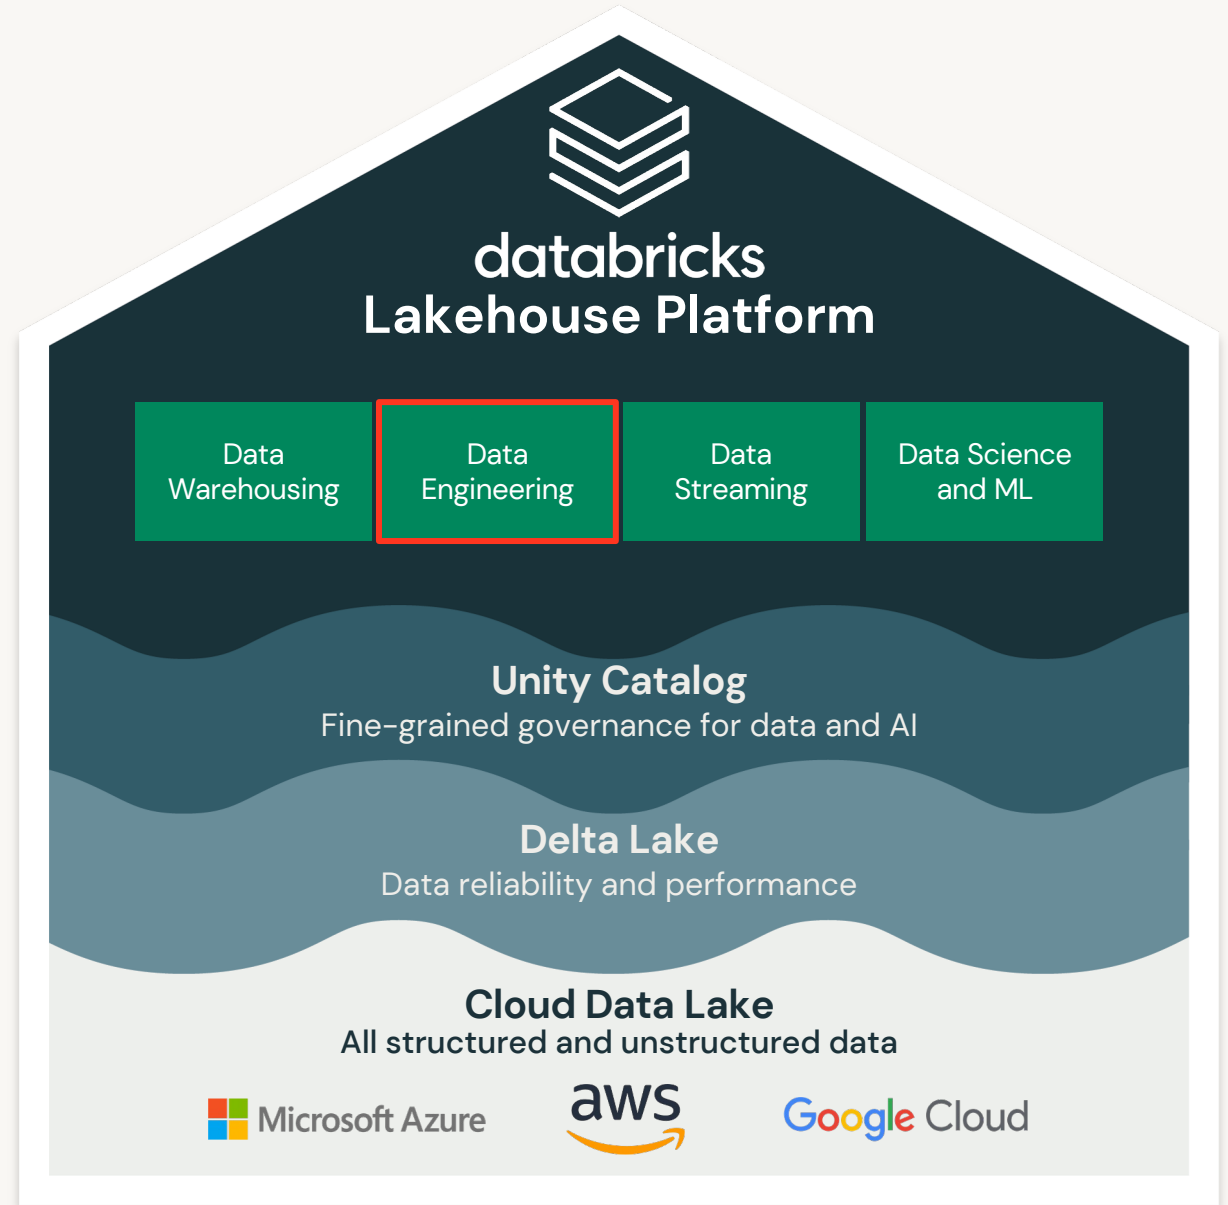 databricks
Lakehouse Platform
Data
Warehousing
Data
Engineering
Data
Streaming
Data Science
and ML
Unity Catalog
Fine-grained governance for data and AI
Delta Lake
Data reliability and performance
Cloud Data Lake
All structured and unstructured data
Microsoft Azure
aws
Google Cloud